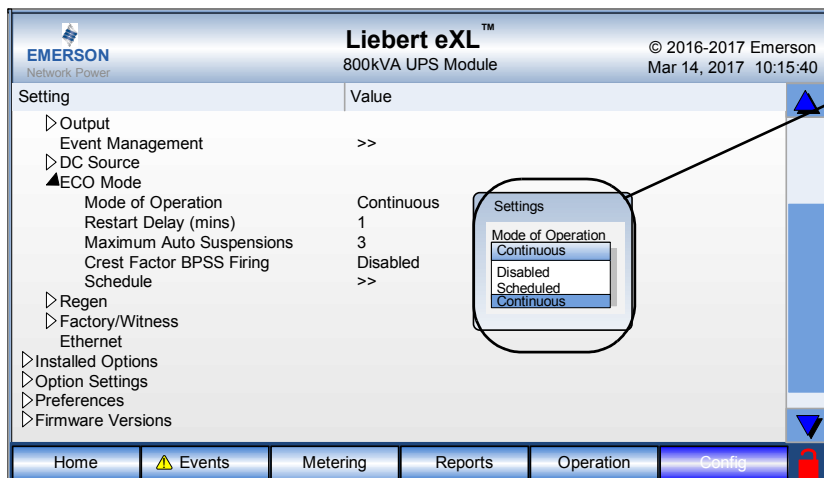 EMERSON
Network Power
Liebert eXL™
800kVA UPS Module
© 2016-2017 Emerson
Mar 14, 2017 10:15:40
Setting Value
Output
Event Management >>
DC Source
ECO Mode
Mode of Operation Continuous
Restart Delay (mins) 1
Maximum Auto Suspensions 3
Crest Factor BPSS Firing Disabled
Schedule >>
Regen
Factory/Witness
Ethernet
Installed Options
Option Settings
Preferences
Firmware Versions
Settings
Mode of Operation
Continuous
Disabled
Scheduled
Continuous
Home Events Metering Reports Operation Config